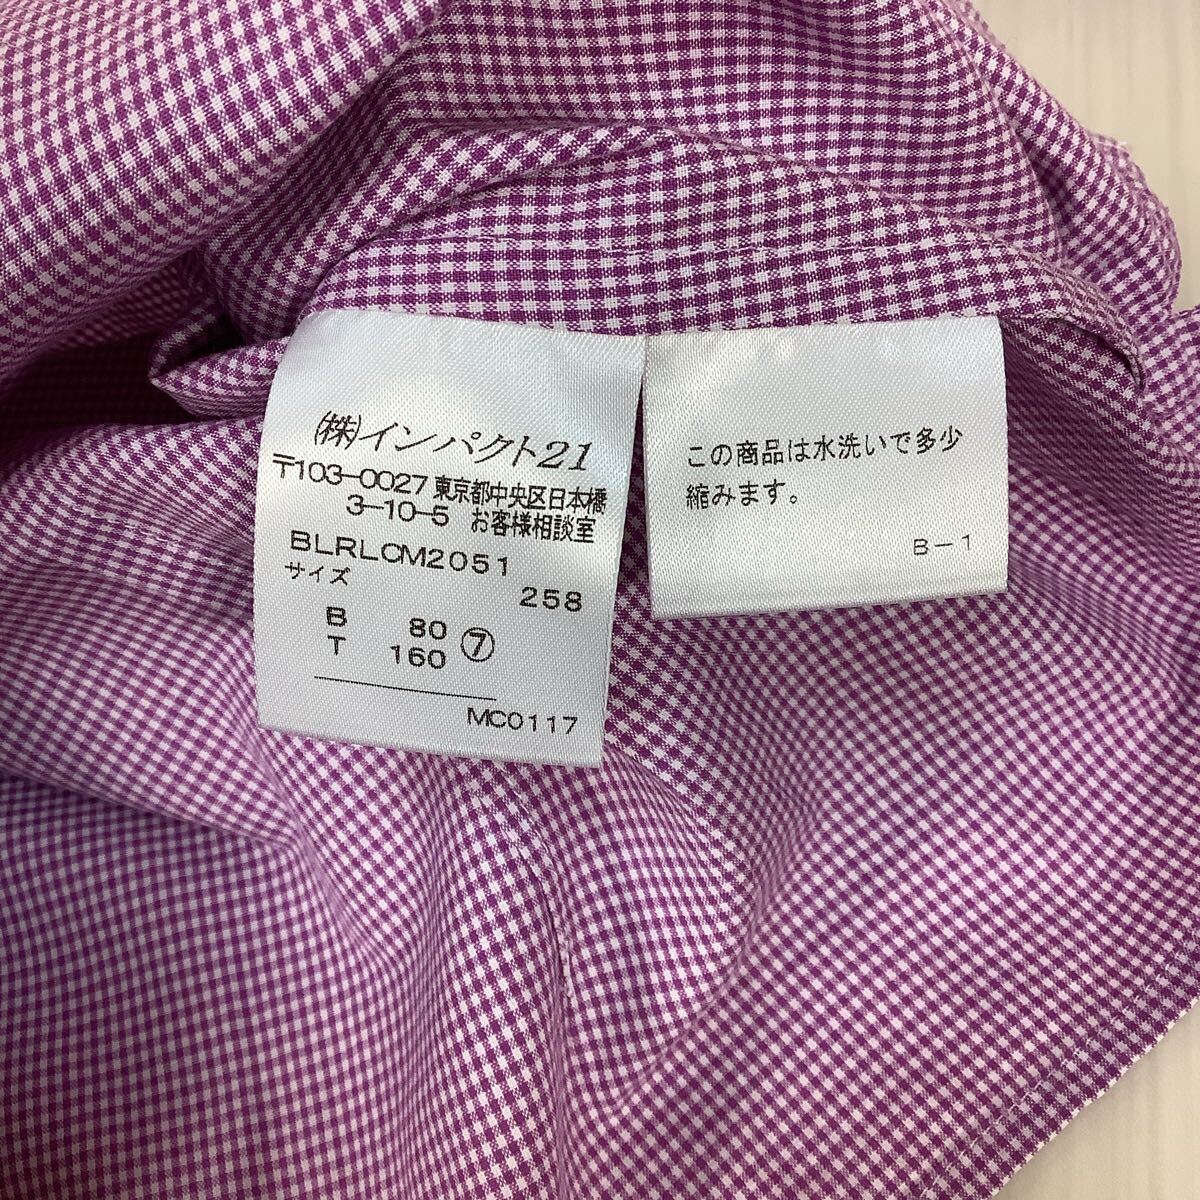 (株)インパクト21
〒103-0027 東京都中央区日本橋
3-10-5 お客様相談室
BLRLCM2051
サイズ
258
B 80 ⑦
T 160
MC0117
この商品は水洗いで多少
縮みます。
B-1